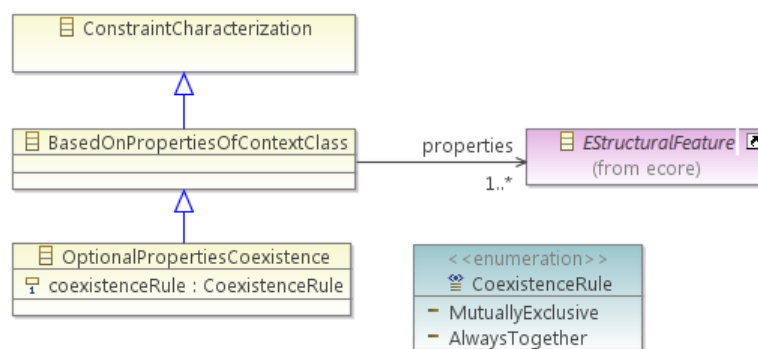 ConstraintCharacterization
BasedOnPropertiesOfContextClass
properties
1..*
EStructuralFeature
(from ecore)
OptionalPropertiesCoexistence
coexistenceRule : CoexistenceRule
<<enumeration>>
CoexistenceRule
MutuallyExclusive
AlwaysTogether